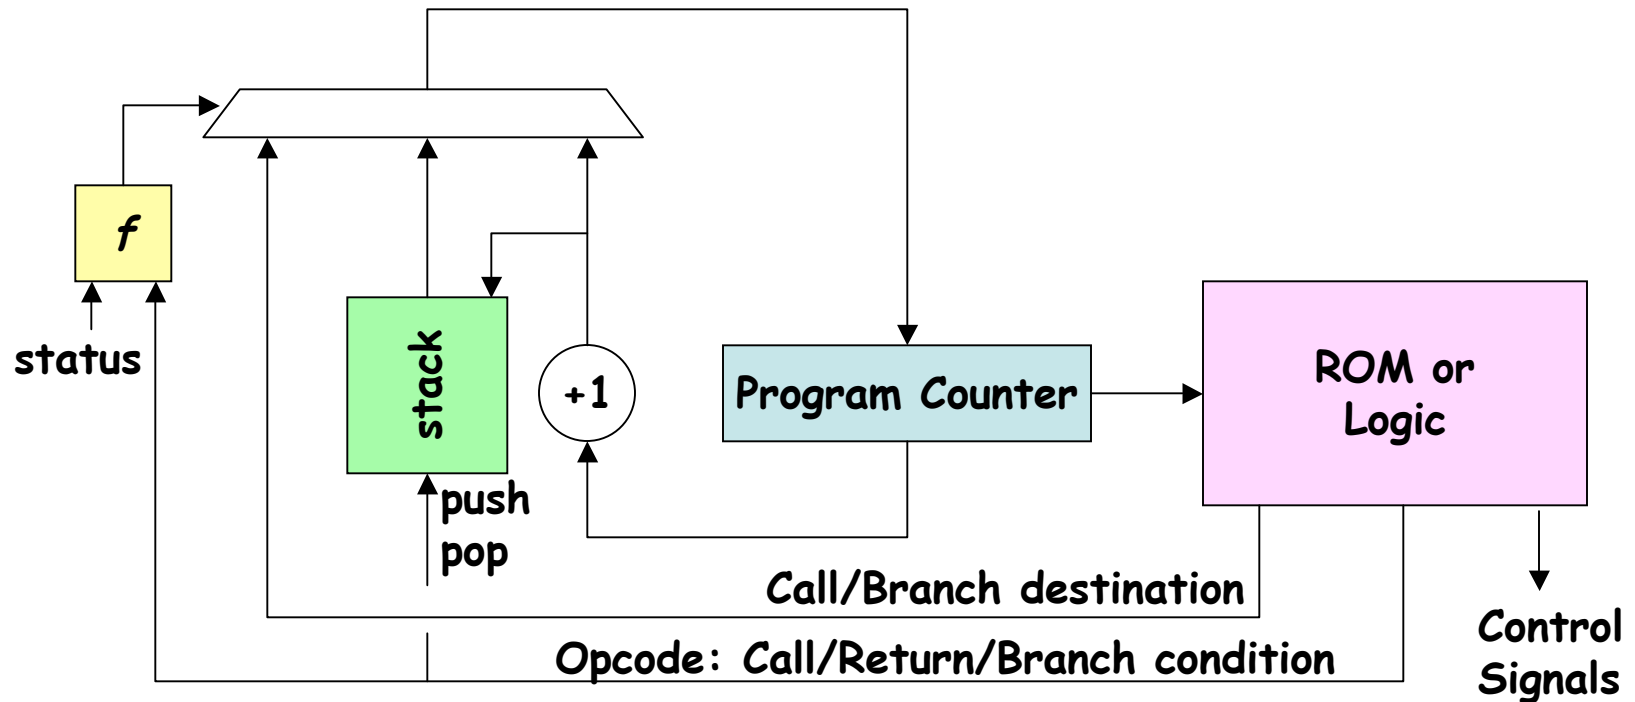 f
status
stack
+1
Program Counter
ROM or
Logic
push
pop
Call/Branch destination
Opcode: Call/Return/Branch condition
Control
Signals